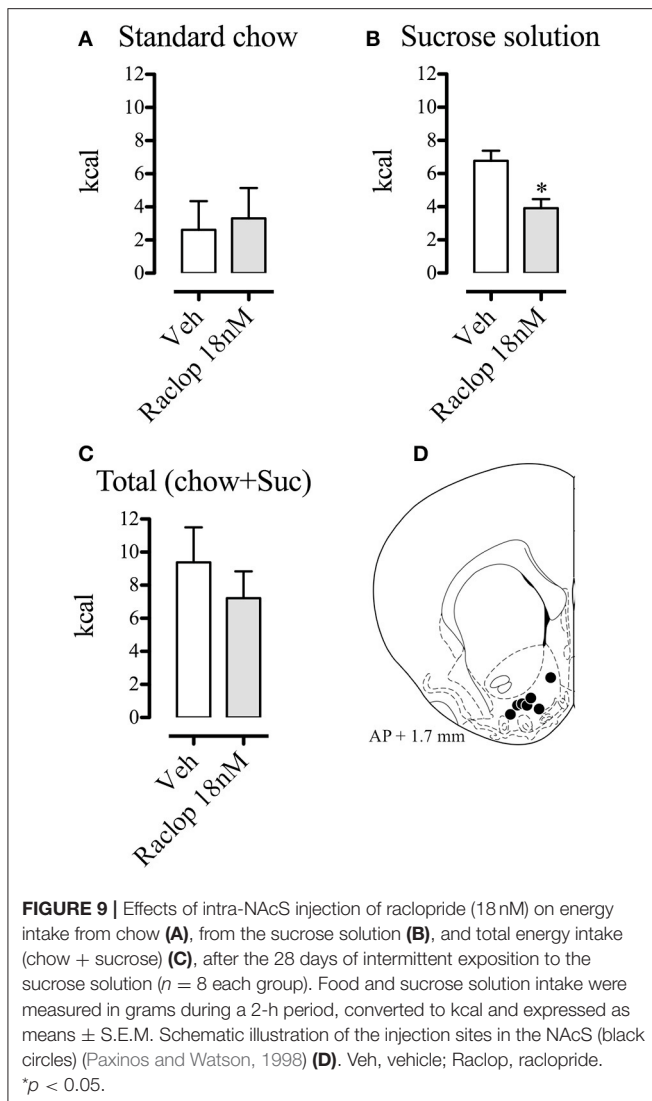 A Standard chow
B Sucrose solution
12
10
8
6
4
2
0
kcal
Veh
Raclop 18nM
12
10
8
6
4
2
0
kcal
*
Veh
Raclop 18nM
C
Total (chow+Suc)
12
10
8
6
4
2
0
kcal
Veh
Raclop 18nM
D
AP + 1.7 mm
FIGURE 9 | Effects of intra-NAcS injection of raclopride (18 nM) on energy
intake from chow (A), from the sucrose solution (B), and total energy intake
(chow + sucrose) (C), after the 28 days of intermittent exposition to the
sucrose solution (n = 8 each group). Food and sucrose solution intake were
measured in grams during a 2-h period, converted to kcal and expressed as
means ± S.E.M. Schematic illustration of the injection sites in the NAcS (black
circles) (Paxinos and Watson, 1998) (D). Veh, vehicle; Raclop, raclopride.
*p < 0.05.